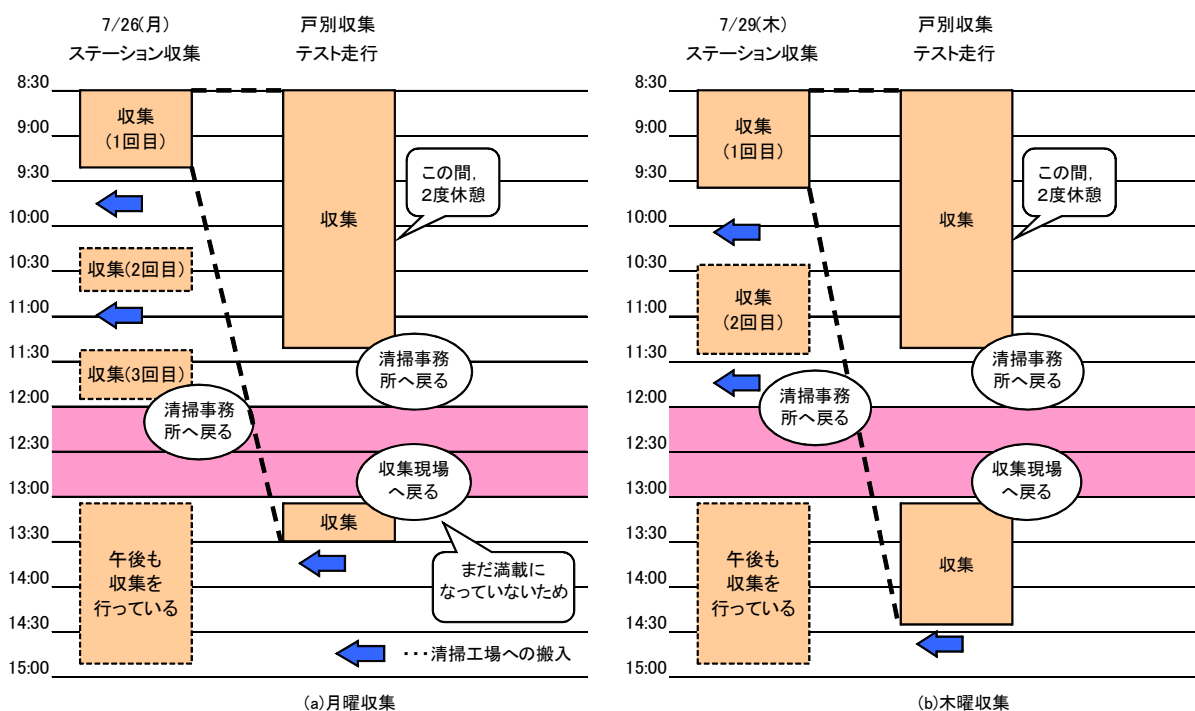 7/26(月)
ステーション収集
戸別収集
テスト走行
8:30
9:00
9:30
10:00
10:30
11:00
11:30
12:00
12:30
13:00
13:30
14:00
14:30
15:00
収集
(1回目)
収集(2回目)
収集(3回目)
清掃事務
所へ戻る
午後も
収集を
行っている
収集
この間,
2度休憩
清掃事務
所へ戻る
収集現場
へ戻る
収集
まだ満載に
なっていないため
・・・清掃工場への搬入
(a)月曜収集
7/29(木)
ステーション収集
戸別収集
テスト走行
8:30
9:00
9:30
10:00
10:30
11:00
11:30
12:00
12:30
13:00
13:30
14:00
14:30
15:00
収集
(1回目)
収集
(2回目)
清掃事務
所へ戻る
午後も
収集を
行っている
収集
この間,
2度休憩
清掃事務
所へ戻る
収集現場
へ戻る
収集
(b)木曜収集